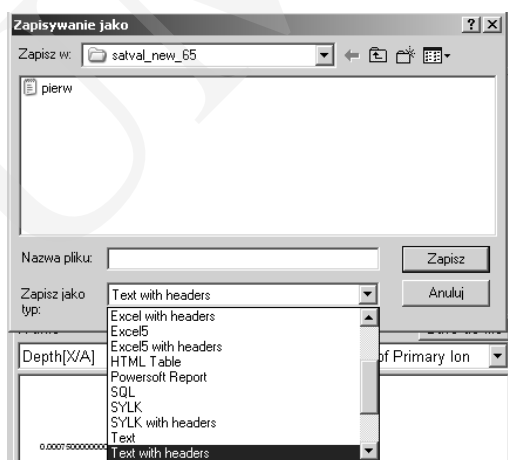 Zapisywanie jako
Zapisz w: satval_new_65
pierw
Nazwa pliku: Zapisz
Zapisz jako typ: Text with headers Anuluj
Excel with headers
Excel5
Depth[X/A] Excel5 with headers of Primary Ion
HTML Table
Powersoft Report
SQL
SYLK
SYLK with headers
Text
Text with headers